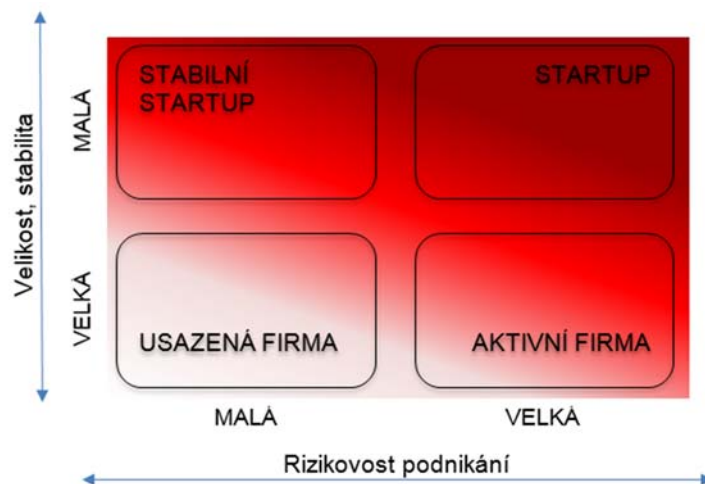 STABILNÍ
STARTUP
STARTUP
MALÁ
Velikost, stabilita
VELKÁ
USAZENÁ FIRMA
AKTIVNÍ FIRMA
MALÁ
VELKÁ
Rizikovost podnikání